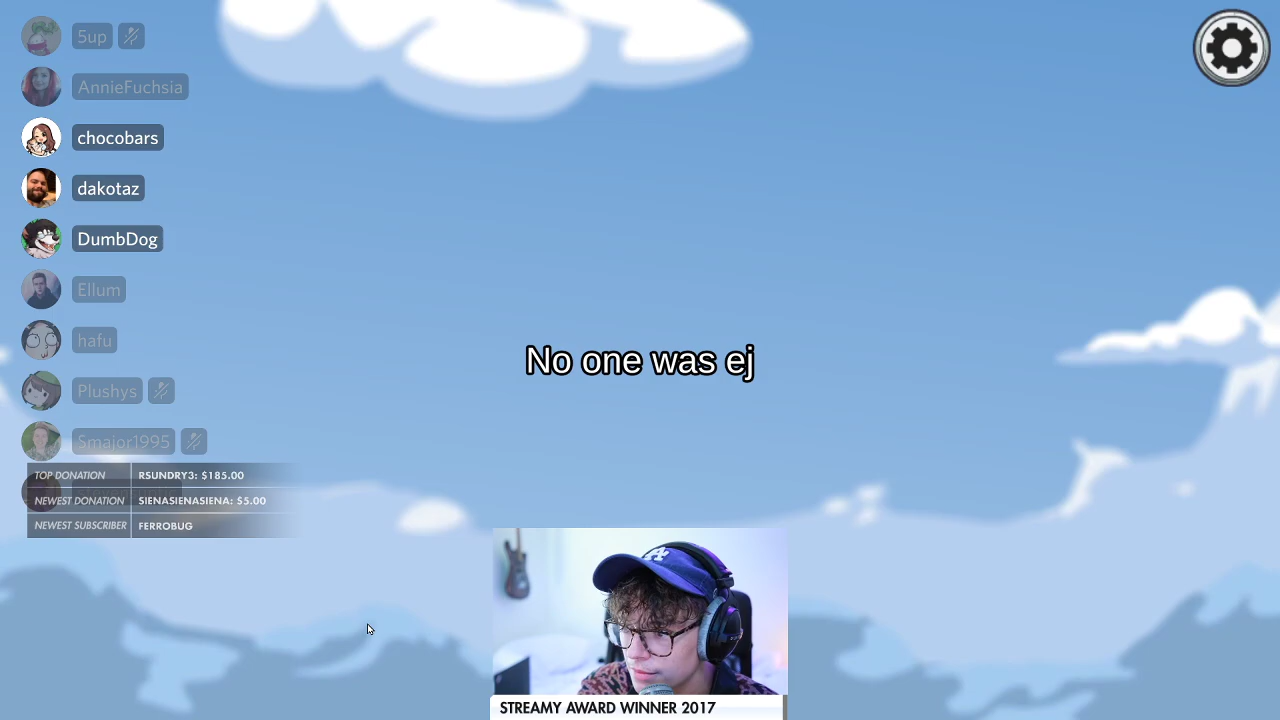 5up
AnnieFuchsia
chocobars
dakotaz
DumbDog
Ellum
hafu
Plushys
Smajor1995
No one was ej
TOP DONATION RSUNDRY3: $185.00
NEWEST DONATION SIENASIENASIENA: $5.00
NEWEST SUBSCRIBER FERROBUG
STREAMY AWARD WINNER 2017